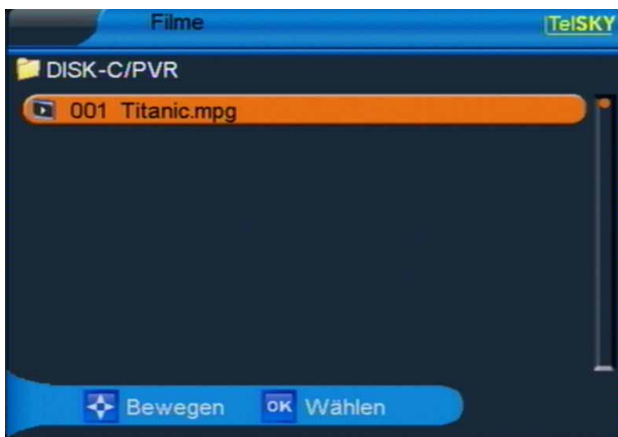 Filme
TelSKY
DISK-C/PVR
001 Titanic.mpg
Bewegen OK Wählen